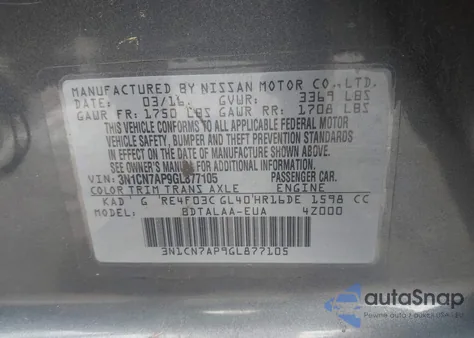 MANUFACTURED BY NISSAN MOTOR CO., LTD.
DATE: 03/16 GVWR: 3369 LBS
GAWR FR: 1750 LBS GAWR RR: 1708 LBS
THIS VEHICLE CONFORMS TO ALL APPLICABLE FEDERAL MOTOR
VEHICLE SAFETY, BUMPER AND THEFT PREVENTION STANDARDS
IN EFFECT ON THE DATE OF MANUFACTURE SHOWN ABOVE.
SEE OWNER'S MANUAL FOR ADDITIONAL INFORMATION.
VIN: 3N1CN7AP9GL877105 PASSENGER CAR.
COLOR TRIM TRANS AXLE ENGINE
KAD G RE4F03C GL40 HR16DE 1598 CC
BDTALAA-EUA 4Z000
3N1CN7AP9GL877105
autoSnap